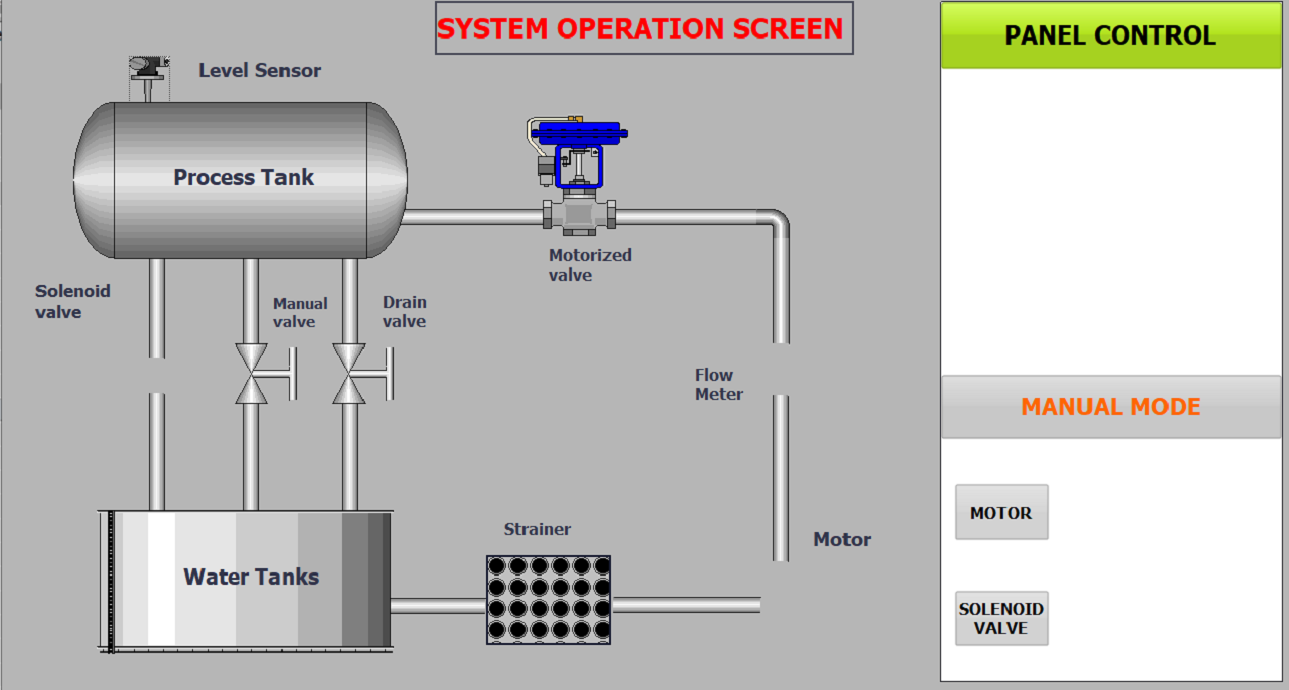 SYSTEM OPERATION SCREEN
PANEL CONTROL
Level Sensor
Process Tank
Motorized
valve
Solenoid
valve
Manual
valve
Drain
valve
Flow
Meter
MANUAL MODE
MOTOR
Strainer
Motor
Water Tanks
SOLENOID
VALVE